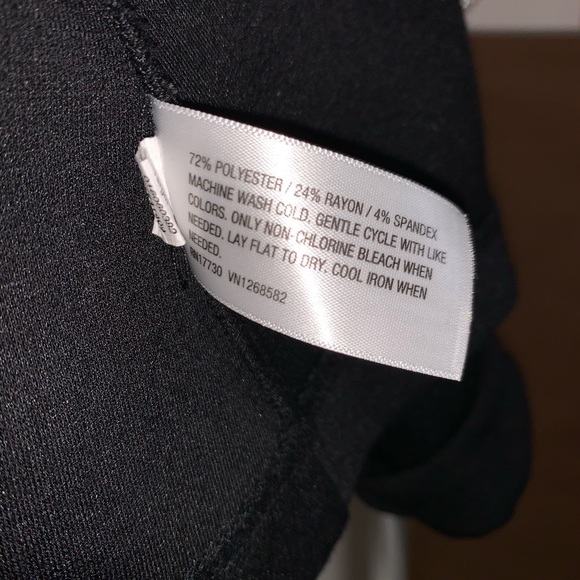 72% POLYESTER / 24% RAYON / 4% SPANDEX
MACHINE WASH COLD. GENTLE CYCLE WITH LIKE
COLORS. ONLY NON-CHLORINE BLEACH WHEN
NEEDED. LAY FLAT TO DRY. COOL IRON WHEN
NEEDED.
RN17730 VN1268582